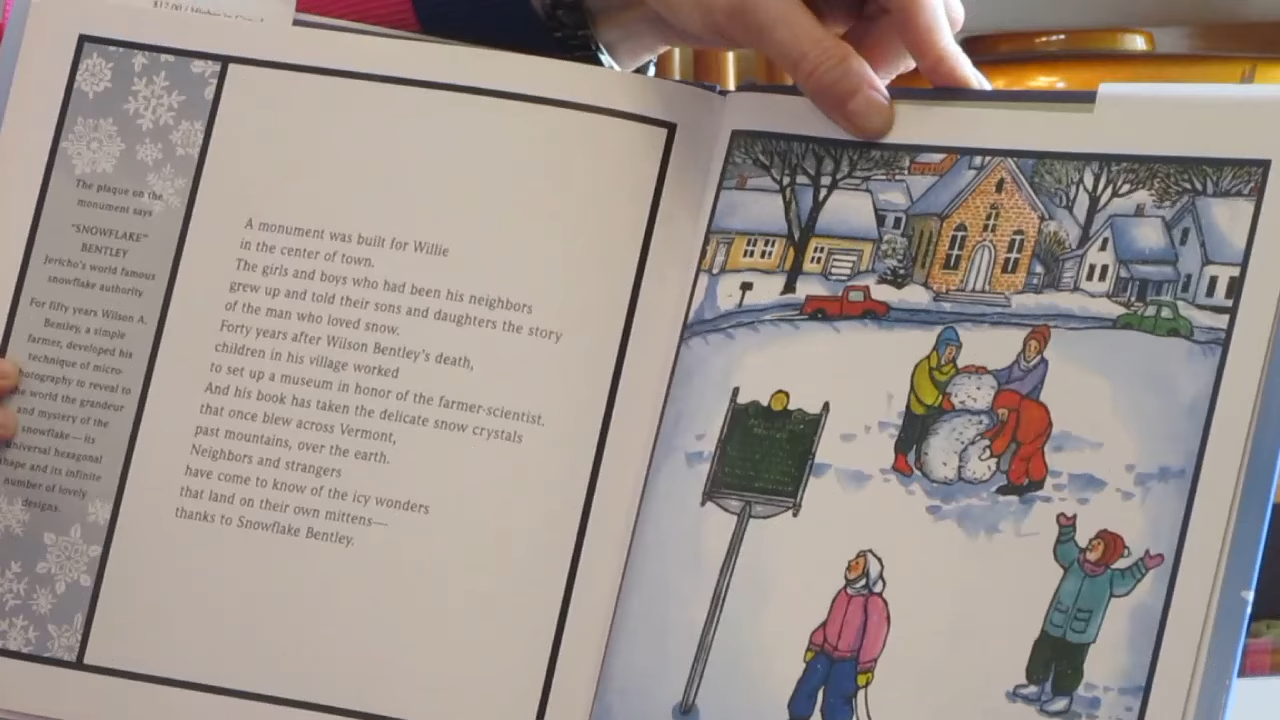 The plaque on the
monument says
"SNOWFLAKE"
BENTLEY
Jericho's world famous
snowflake authority
For fifty years Wilson A.
Bentley, a simple
farmer, developed his
technique of micro-
photography to reveal to
the world the grandeur
and mystery of the
snowflake—its
universal hexagonal
shape and its infinite
number of lovely
designs.
A monument was built for Willie
in the center of town.
The girls and boys who had been his neighbors
grew up and told their sons and daughters the story
of the man who loved snow.
Forty years after Wilson Bentley's death,
children in his village worked
to set up a museum in honor of the farmer-scientist.
And his book has taken the delicate snow crystals
that once blew across Vermont,
past mountains, over the earth.
Neighbors and strangers
have come to know of the icy wonders
that land on their own mittens—
thanks to Snowflake Bentley.